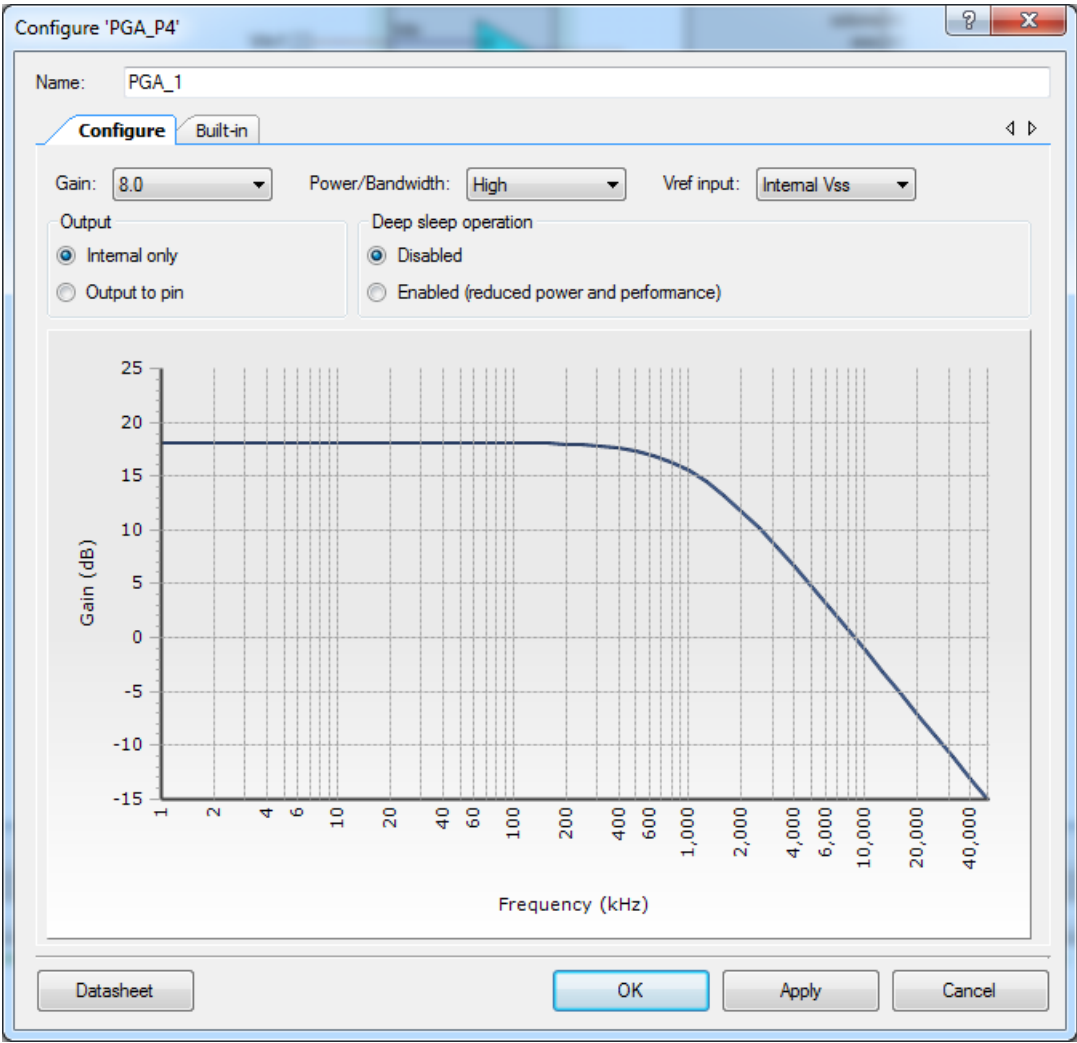 Configure 'PGA_P4'
Name: PGA_1
Configure Built-in
Gain: 8.0 Power/Bandwidth: High Vref input: Internal Vss
Output Deep sleep operation
Internal only Disabled
Output to pin Enabled (reduced power and performance)
25
20
15
10
5
0
-5
-10
-15
Gain (dB)
1 2 4 6 10 20 40 60 100 200 400 600 1,000 2,000 4,000 6,000 10,000 20,000 40,000
Frequency (kHz)
Datasheet OK Apply Cancel